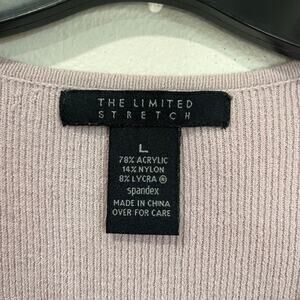 THE LIMITED
STRETCH
L
78% ACRYLIC
14% NYLON
8% LYCRA ®
spandex
MADE IN CHINA
OVER FOR CARE